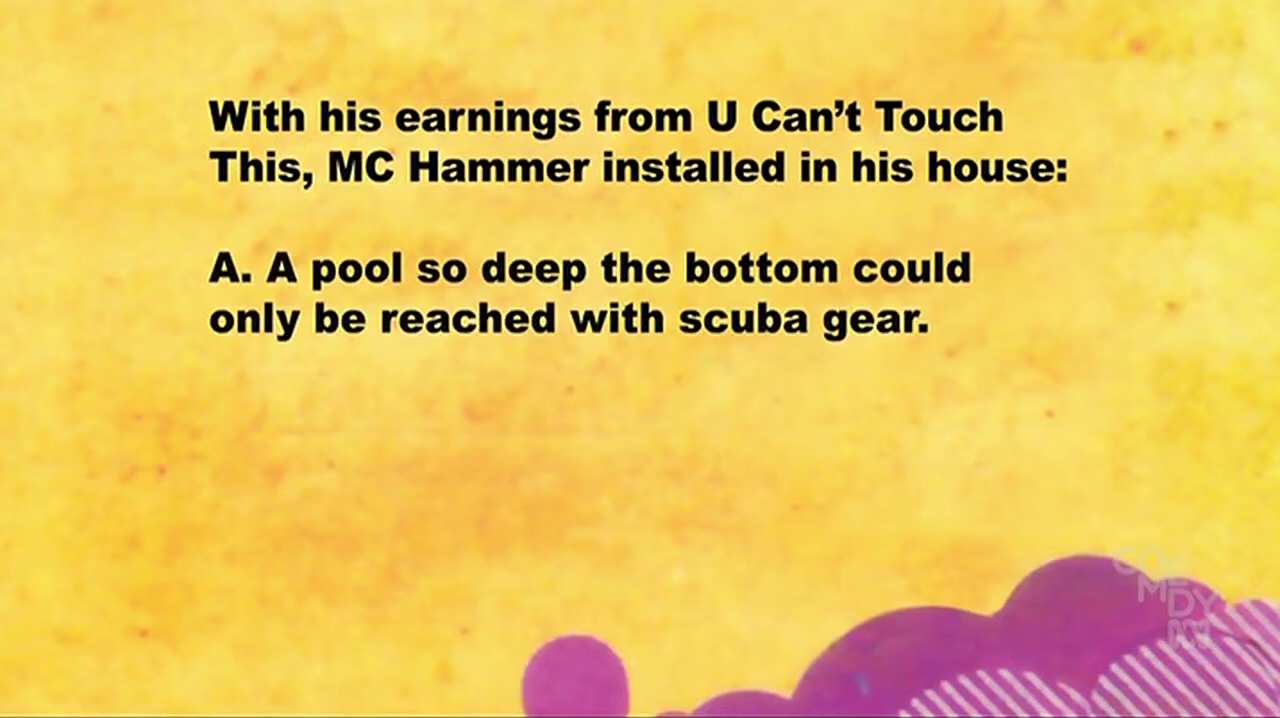 With his earnings from U Can’t Touch
This, MC Hammer installed in his house:
A. A pool so deep the bottom could
only be reached with scuba gear.
COMEDY